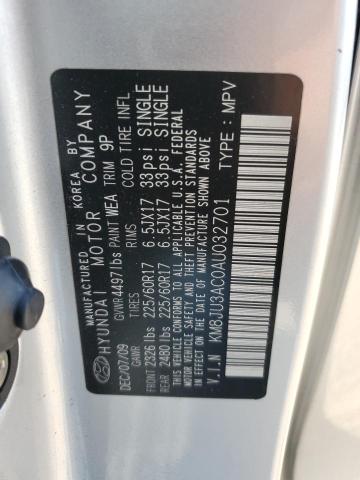 MANUFACTURED IN KOREA BY
HYUNDAI MOTOR COMPANY
DEC/07/09 GVWR 4497lbs PAINT WEA TRIM 9P
GAWR TIRES RIMS COLD TIRE INFL
FRONT 2326 lbs 225/60R17 6.5JX17 33psi SINGLE
REAR 2480 lbs 225/60R17 6.5JX17 33psi SINGLE
THIS VEHICLE CONFORMS TO ALL APPLICABLE U.S.A. FEDERAL
MOTOR VEHICLE SAFETY BUMPER, AND THEFT PREVENTION STANDARDS
IN EFFECT ON THE DATE OF MANUFACTURE SHOWN ABOVE.
V.I.N KM8JU3AC0AU032701 TYPE : MPV